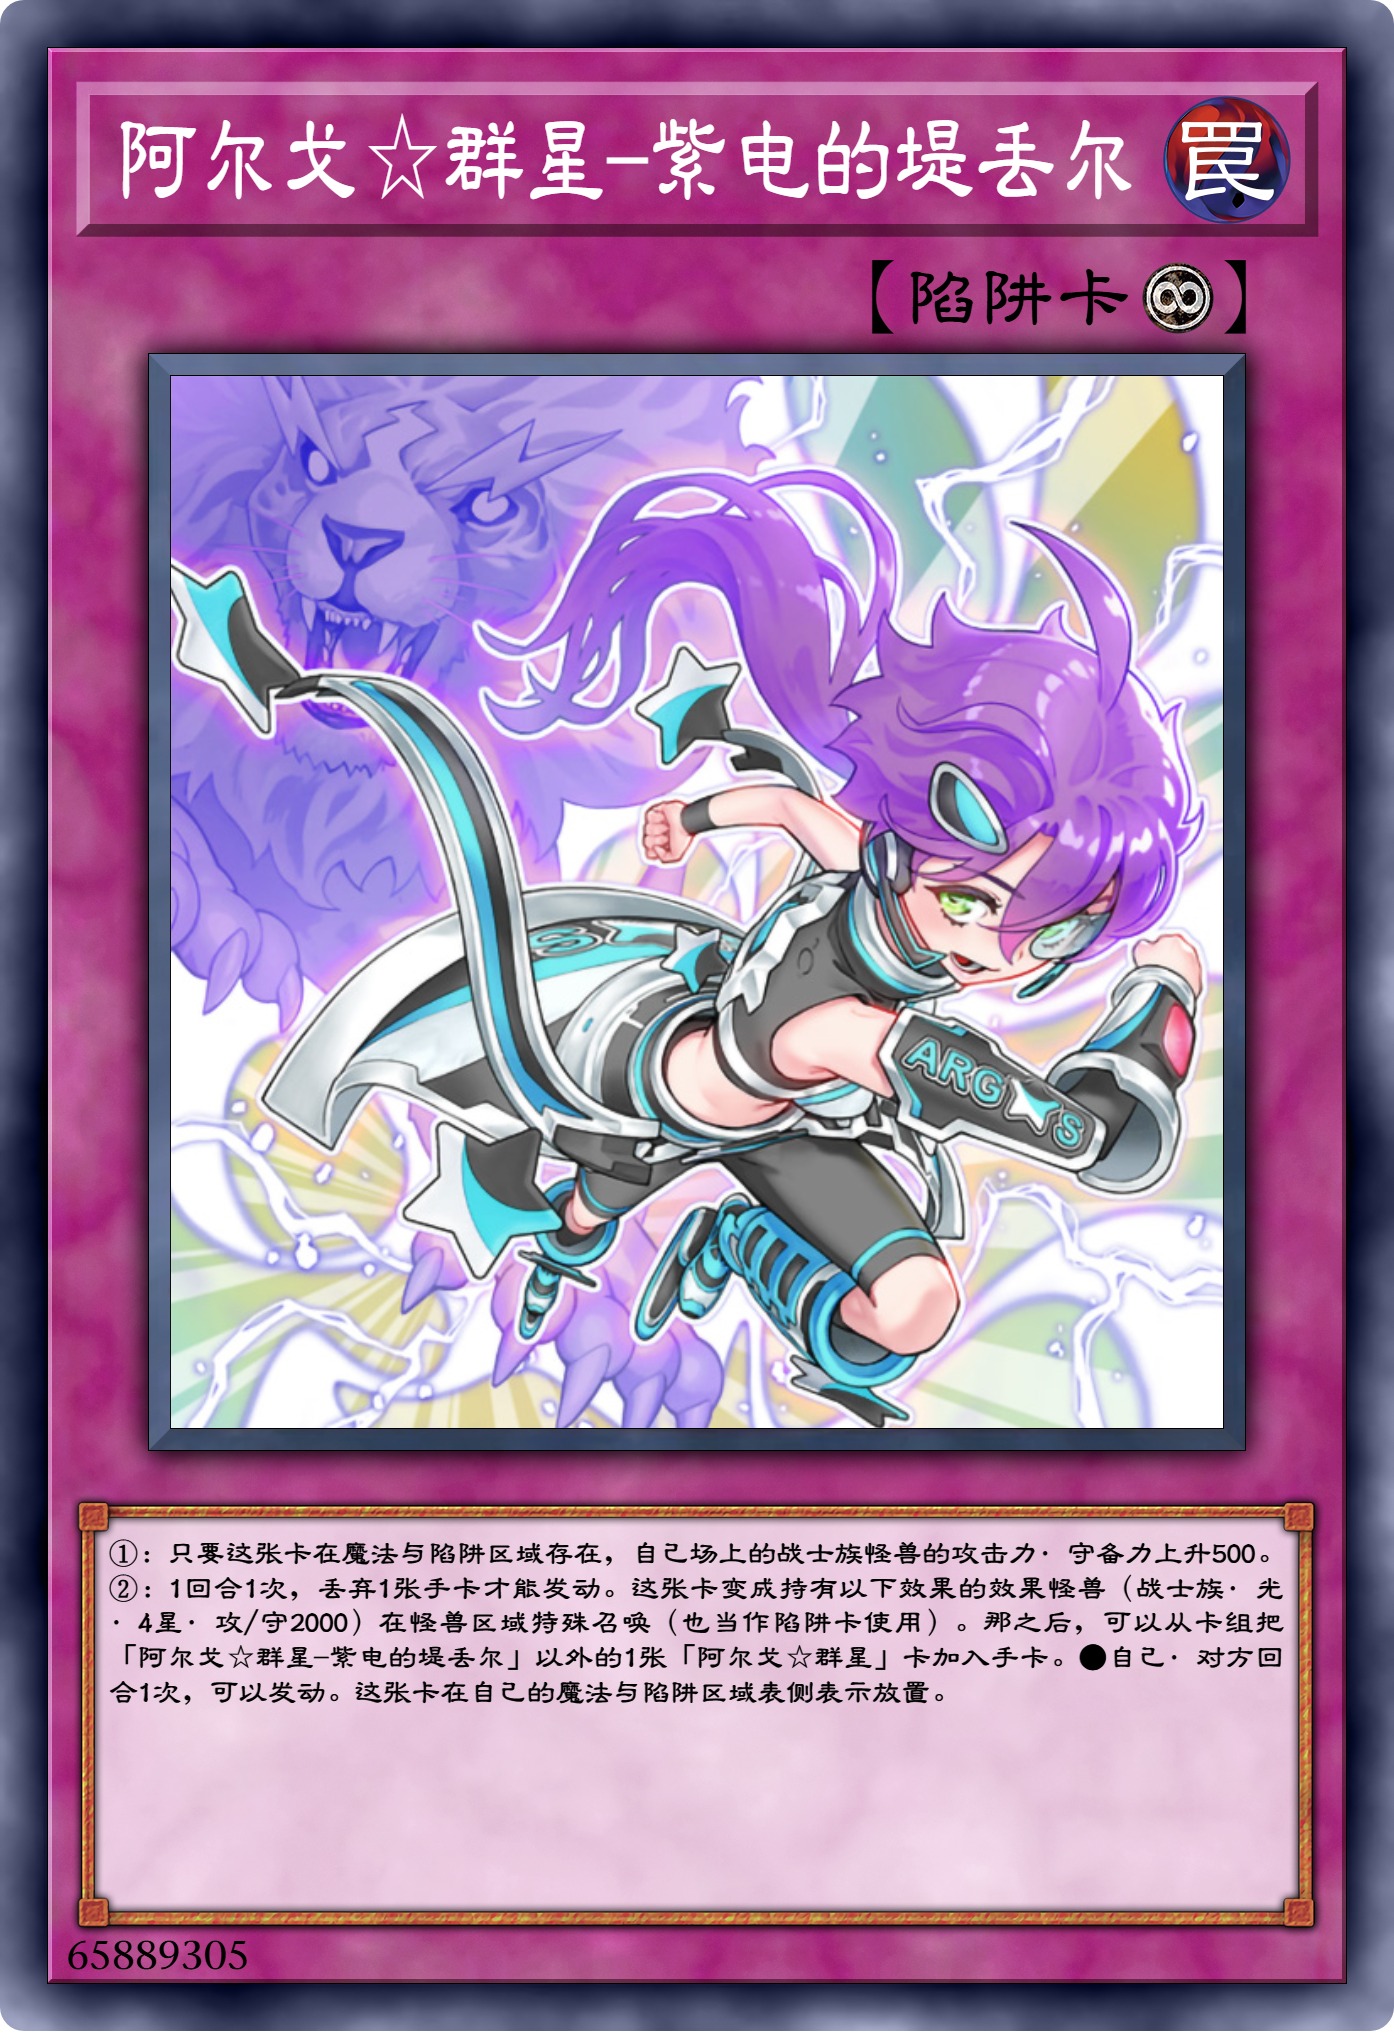 阿尔戈☆群星-紫电的堤丢尔 罠
【陷阱卡♾】
ARG★S
①：只要这张卡在魔法与陷阱区域存在，自己场上的战士族怪兽的攻击力·守备力上升500。
②：1回合1次，丢弃1张手卡才能发动。这张卡变成持有以下效果的效果怪兽（战士族·光
·4星·攻/守2000）在怪兽区域特殊召唤（也当作陷阱卡使用）。那之后，可以从卡组把
「阿尔戈☆群星-紫电的堤丢尔」以外的1张「阿尔戈☆群星」卡加入手卡。●自己·对方回
合1次，可以发动。这张卡在自己的魔法与陷阱区域表侧表示放置。
65889305